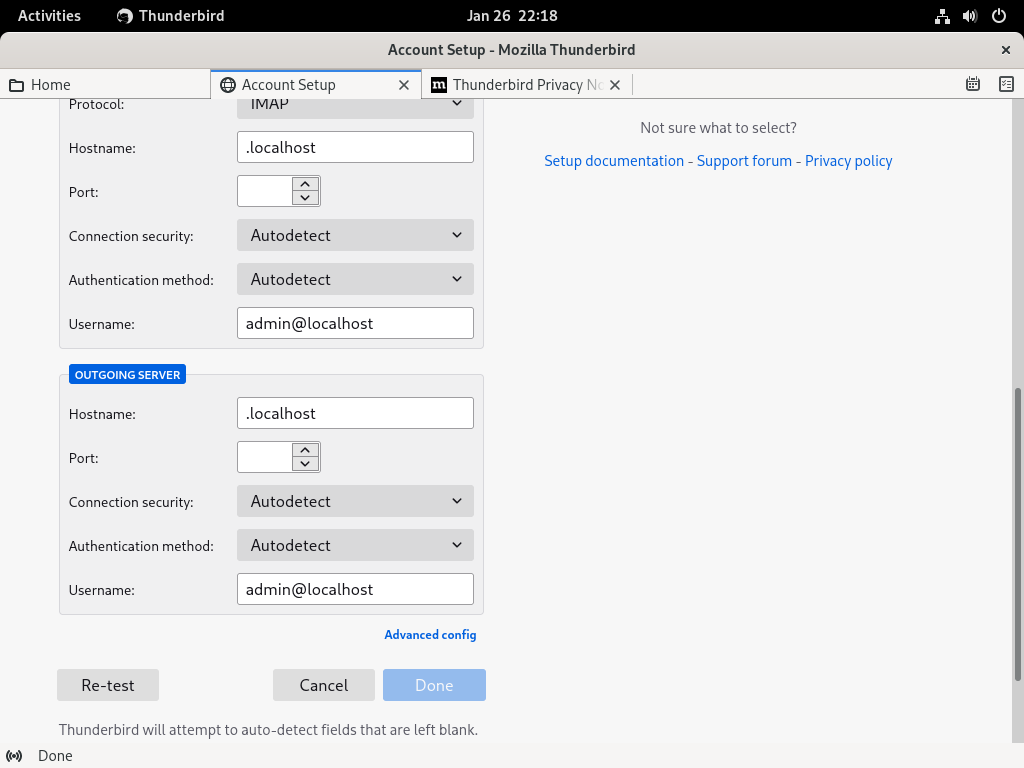 Activities Thunderbird Jan 26 22:18
Account Setup - Mozilla Thunderbird
Home Account Setup Thunderbird Privacy No
Protocol: IMAP
Hostname: .localhost
Port:
Connection security: Autodetect
Authentication method: Autodetect
Username: admin@localhost
OUTGOING SERVER
Hostname: .localhost
Port:
Connection security: Autodetect
Authentication method: Autodetect
Username: admin@localhost
Advanced config
Re-test Cancel Done
Thunderbird will attempt to auto-detect fields that are left blank.
Not sure what to select?
Setup documentation - Support forum - Privacy policy
Done